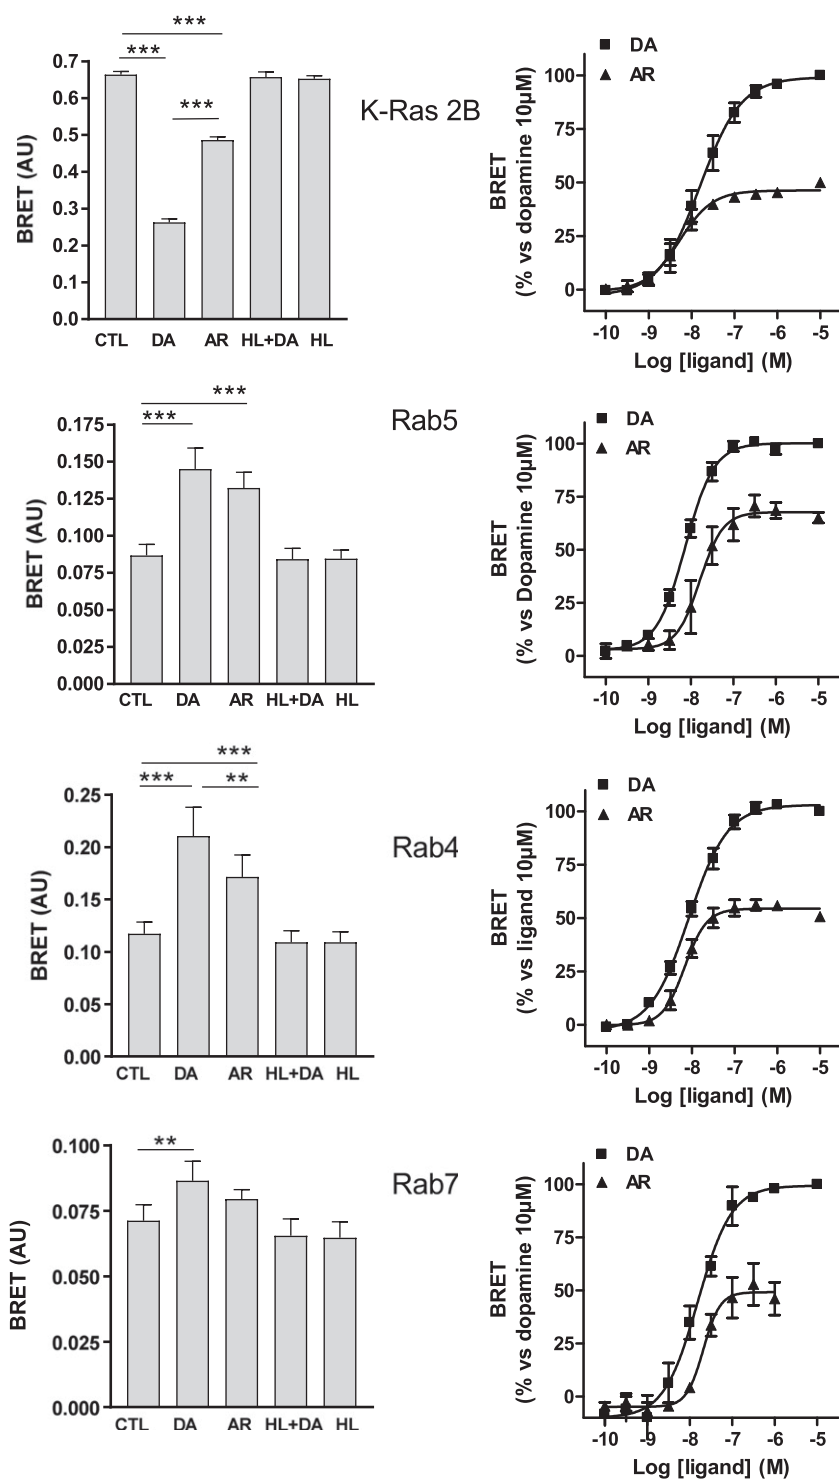 ***
***
***
0.7
0.6
0.5
0.4
0.3
0.2
0.1
0.0
BRET (AU)
CTL DA AR HL+DA HL
K-Ras 2B
DA
AR
100
75
50
25
0
BRET
(% vs dopamine 10µM)
-10 -9 -8 -7 -6 -5
Log [ligand] (M)
***
***
0.175
0.150
0.125
0.100
0.075
0.050
0.025
0.000
BRET (AU)
CTL DA AR HL+DA HL
Rab5
DA
AR
100
75
50
25
0
BRET
(% vs Dopamine 10µM)
-10 -9 -8 -7 -6 -5
Log [ligand] (M)
***
*** **
0.25
0.20
0.15
0.10
0.05
0.00
BRET (AU)
CTL DA AR HL+DA HL
Rab4
DA
AR
100
75
50
25
0
BRET
(% vs ligand 10µM)
-10 -9 -8 -7 -6 -5
Log [ligand] (M)
**
0.100
0.075
0.050
0.025
0.000
BRET (AU)
CTL DA AR HL+DA HL
Rab7
DA
AR
100
75
50
25
0
BRET
(% vs dopamine 10µM)
-10 -9 -8 -7 -6 -5
Log [ligand] (M)